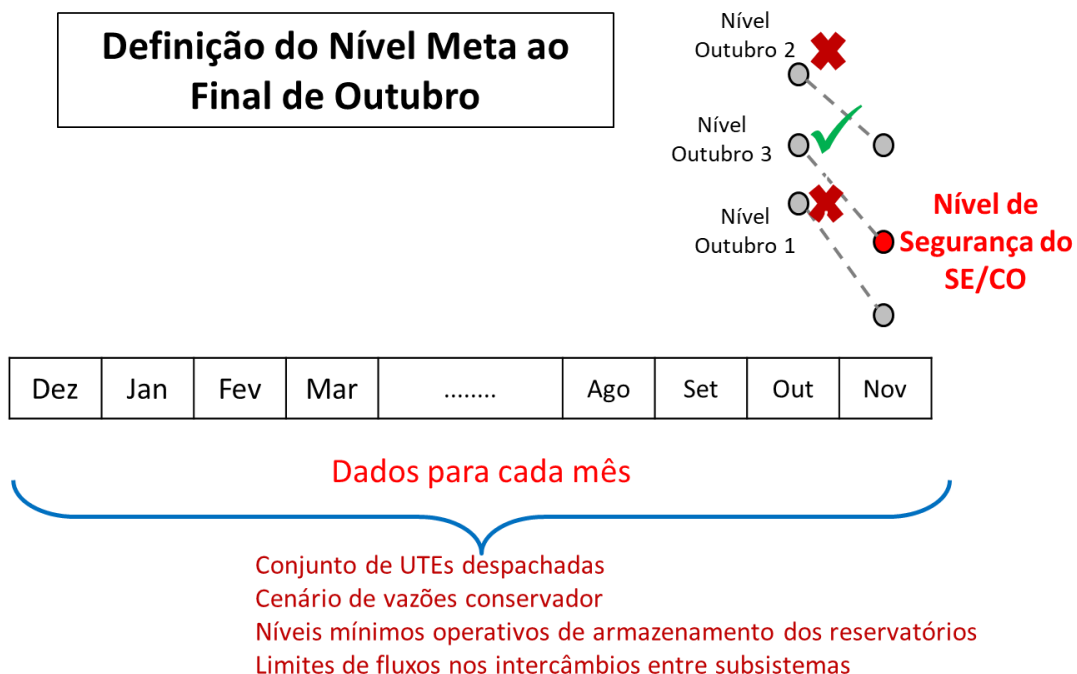 Definição do Nível Meta ao
Final de Outubro
Nível
Outubro 2
Nível
Outubro 3
Nível
Outubro 1
Nível de
Segurança do
SE/CO
Dez Jan Fev Mar ........ Ago Set Out Nov
Dados para cada mês
Conjunto de UTEs despachadas
Cenário de vazões conservador
Níveis mínimos operativos de armazenamento dos reservatórios
Limites de fluxos nos intercâmbios entre subsistemas